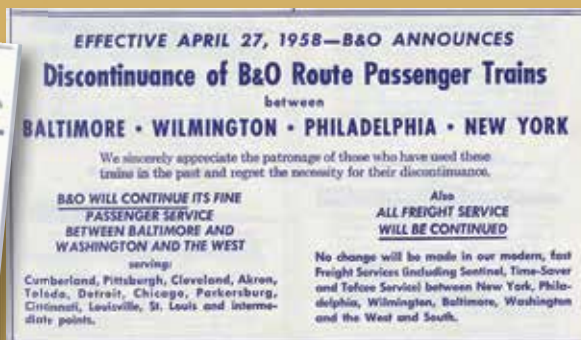 EFFECTIVE APRIL 27, 1958—B&O ANNOUNCES
Discontinuance of B&O Route Passenger Trains
between
BALTIMORE • WILMINGTON • PHILADELPHIA • NEW YORK
We sincerely appreciate the patronage of those who have used these
trains in the past and regret the necessity for their discontinuance.
B&O WILL CONTINUE ITS FINE
PASSENGER SERVICE
BETWEEN BALTIMORE AND
WASHINGTON AND THE WEST
serving:
Cumberland, Pittsburgh, Cleveland, Akron,
Toledo, Detroit, Chicago, Parkersburg,
Cincinnati, Louisville, St. Louis and interme-
diate points.
Also
ALL FREIGHT SERVICE
WILL BE CONTINUED
No change will be made in our modern, fast
Freight Services (including Sentinel, Time-Saver
and Tofcee Service) between New York, Phila-
delphia, Wilmington, Baltimore, Washington
and the West and South.